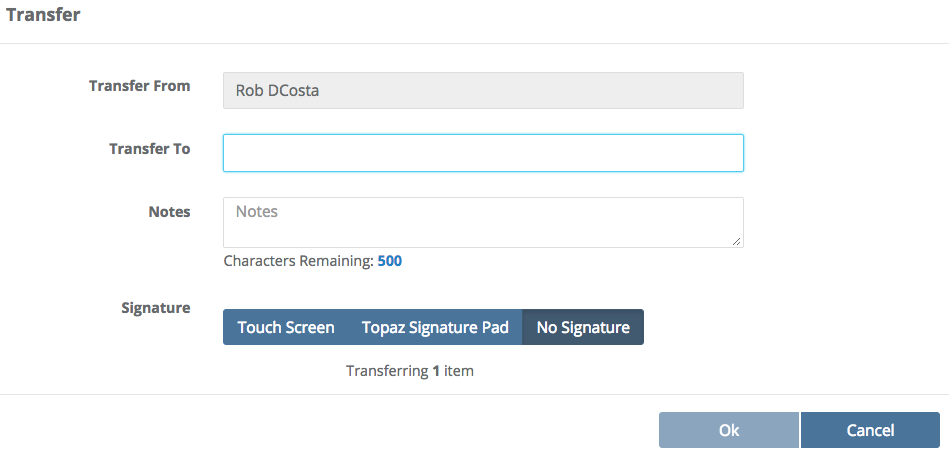 Transfer
Transfer From
Rob DCosta
Transfer To
Notes
Notes
Characters Remaining: 500
Signature
Touch Screen Topaz Signature Pad No Signature
Transferring 1 item
Ok Cancel